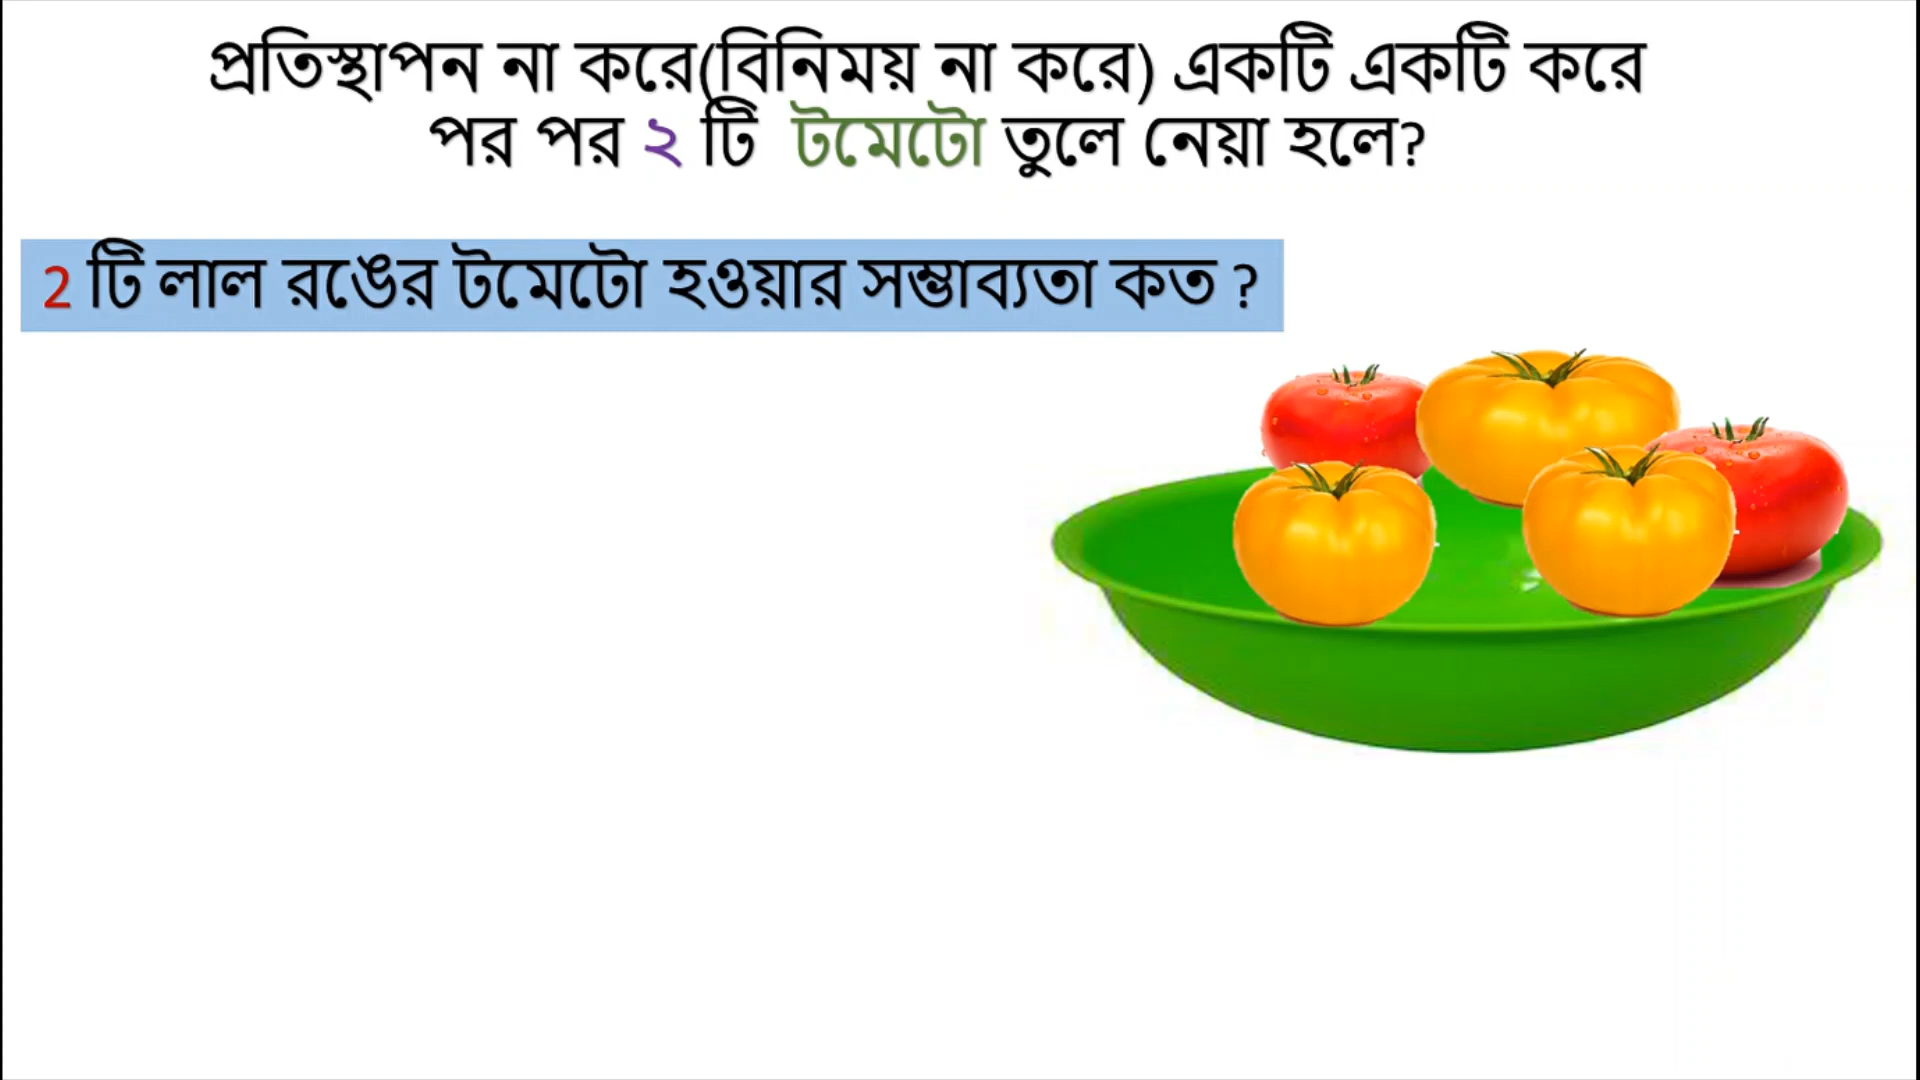 প্রতিস্থাপন না করে(বিনিময় না করে) একটি একটি করে
পর পর ২ টি টমেটো তুলে নেয়া হলে?
2 টি লাল রঙের টমেটো হওয়ার সম্ভাব্যতা কত ?